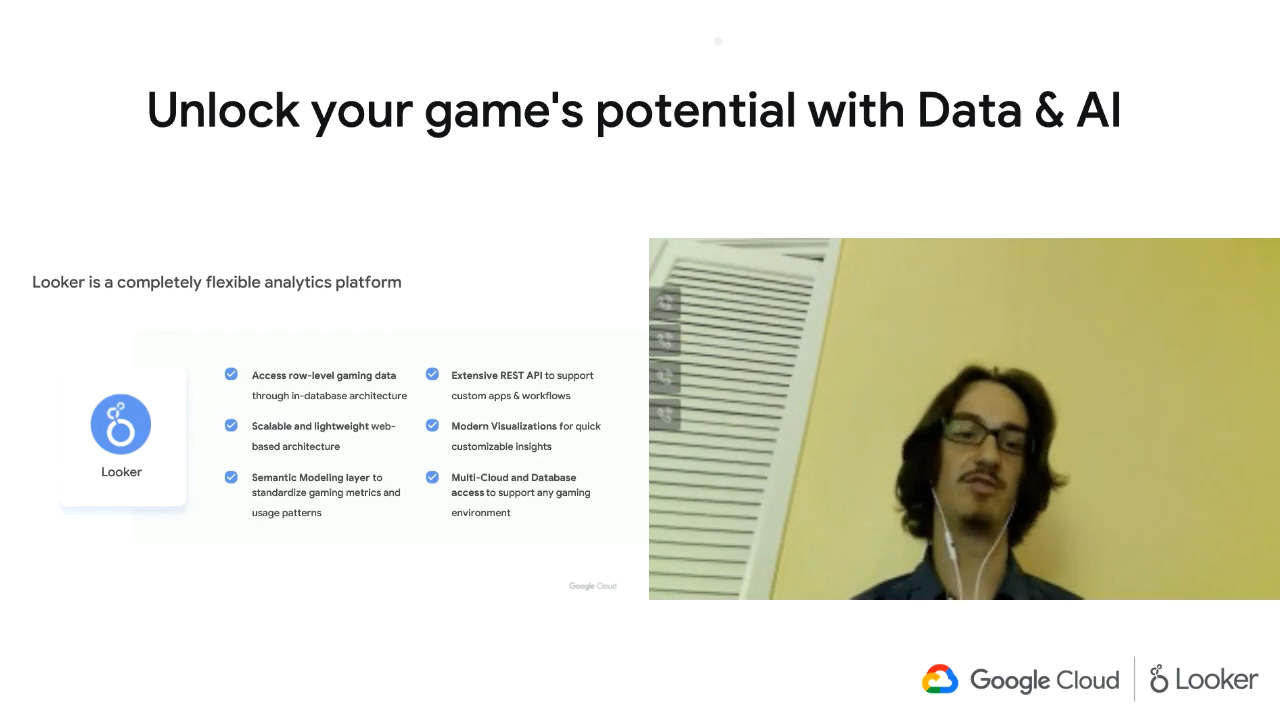 Unlock your game's potential with Data & AI
Looker is a completely flexible analytics platform
Looker
Access row-level gaming data
through in-database architecture
Scalable and lightweight web-
based architecture
Semantic Modeling layer to
standardize gaming metrics and
usage patterns
Extensive REST API to support
custom apps & workflows
Modern Visualizations for quick
customizable insights
Multi-Cloud and Database
access to support any gaming
environment
Google Cloud
Google Cloud
Looker